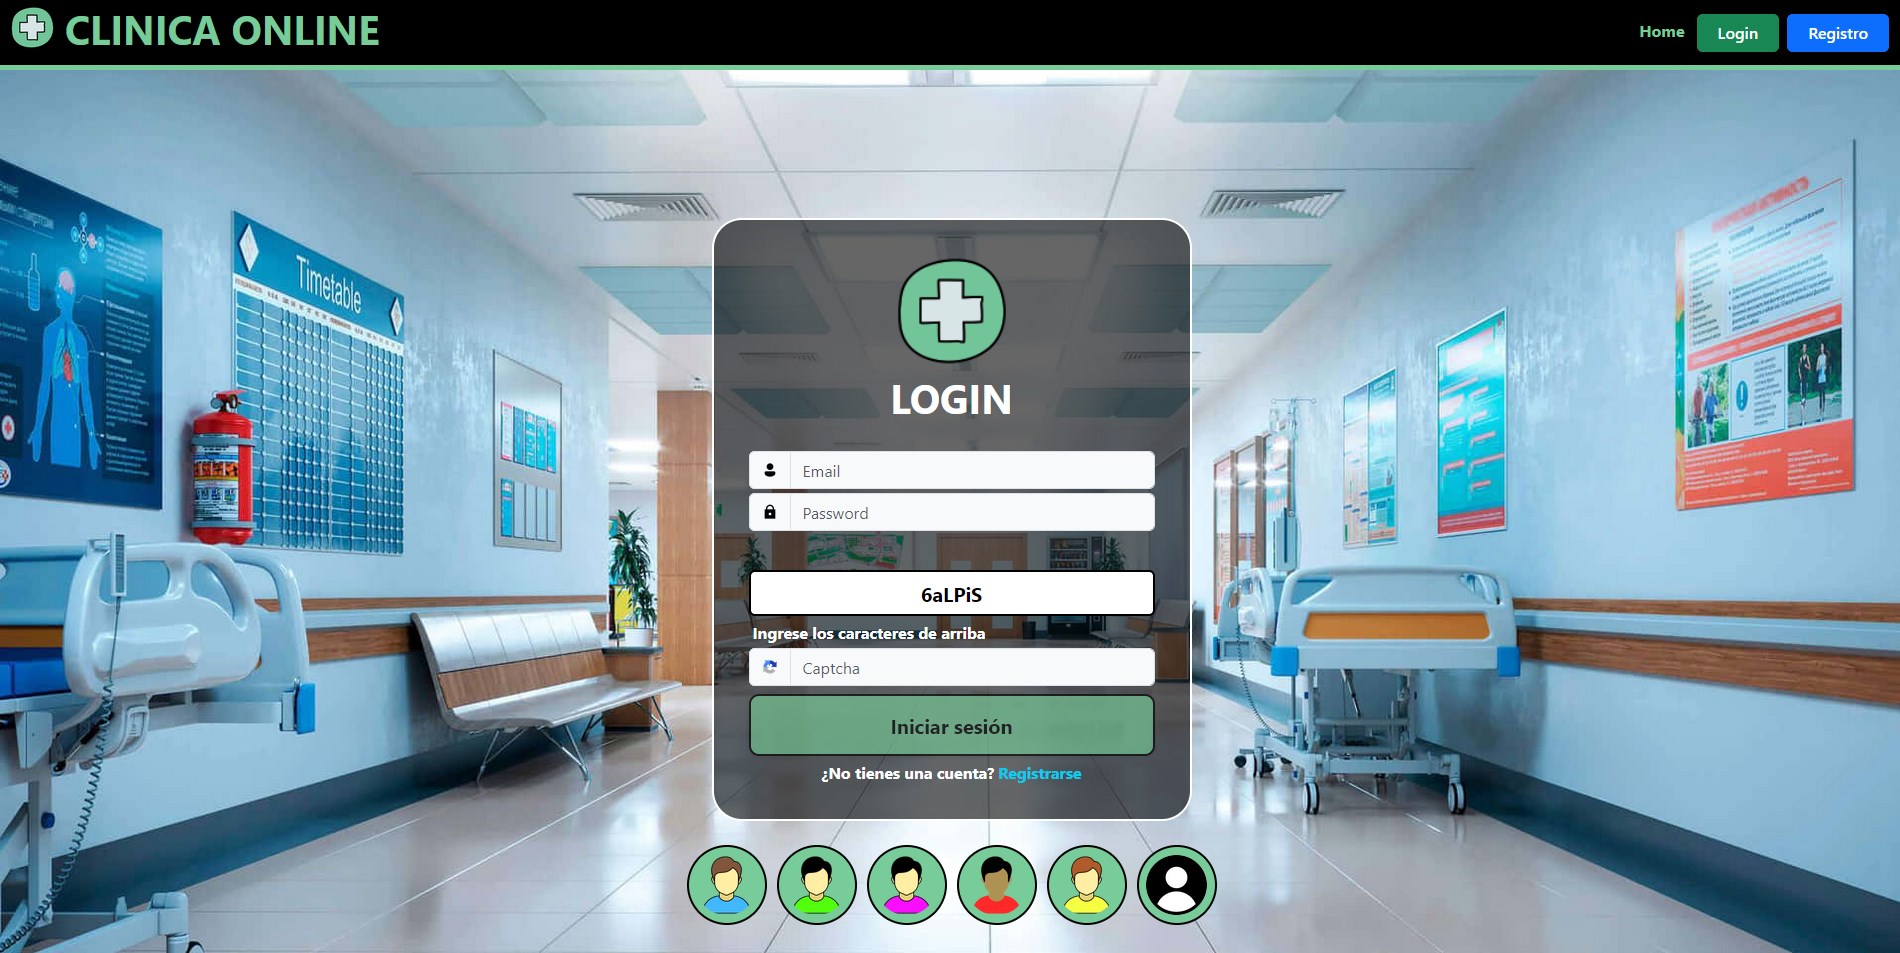 CLINICA ONLINE
Home
Login
Registro
Timetable
LOGIN
Email
Password
6aLPiS
Ingrese los caracteres de arriba
Captcha
Iniciar sesión
¿No tienes una cuenta? Registrarse